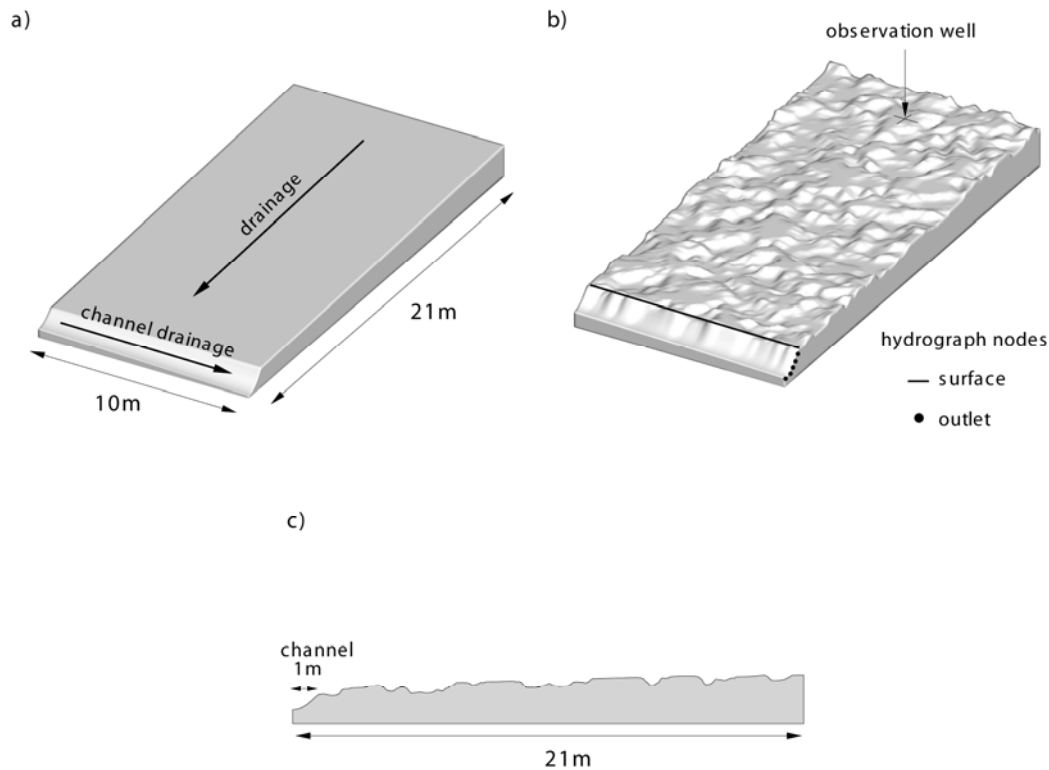 a)
drainage
channel drainage
10m
21m
b)
observation well
hydrograph nodes
surface
outlet
c)
channel
1m
21m